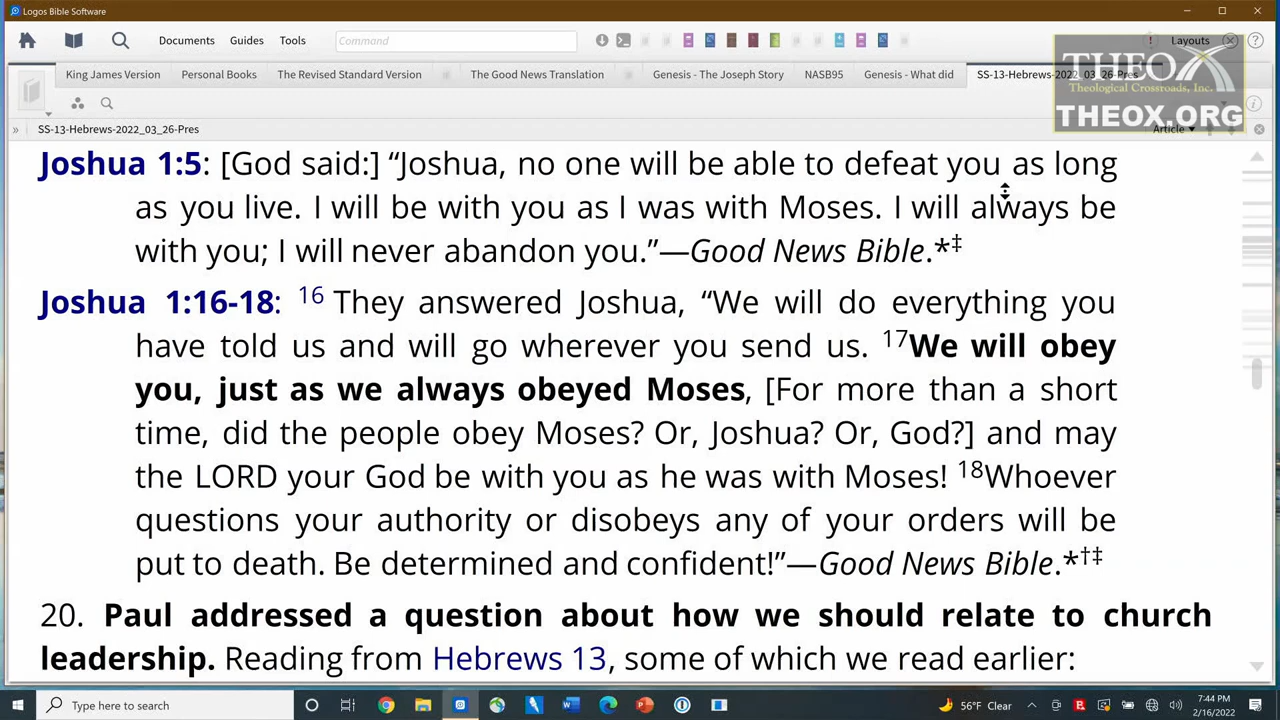 Logos Bible Software
Documents Guides Tools Command Layouts
King James Version Personal Books The Revised Standard Version The Good News Translation Genesis - The Joseph Story NASB95 Genesis - What did SS-13-Hebrews-2022_03_26-Pres
THEOX
Theological Crossroads, Inc.
THEOX.ORG
SS-13-Hebrews-2022_03_26-Pres Article
Joshua 1:5: [God said:] “Joshua, no one will be able to defeat you as long
as you live. I will be with you as I was with Moses. I will always be
with you; I will never abandon you.”—Good News Bible.*‡
Joshua 1:16-18: 16 They answered Joshua, “We will do everything you
have told us and will go wherever you send us. 17We will obey
you, just as we always obeyed Moses, [For more than a short
time, did the people obey Moses? Or, Joshua? Or, God?] and may
the LORD your God be with you as he was with Moses! 18Whoever
questions your authority or disobeys any of your orders will be
put to death. Be determined and confident!”—Good News Bible.*†‡
20. Paul addressed a question about how we should relate to church
leadership. Reading from Hebrews 13, some of which we read earlier:
Type here to search 56°F Clear 7:44 PM
2/16/2022